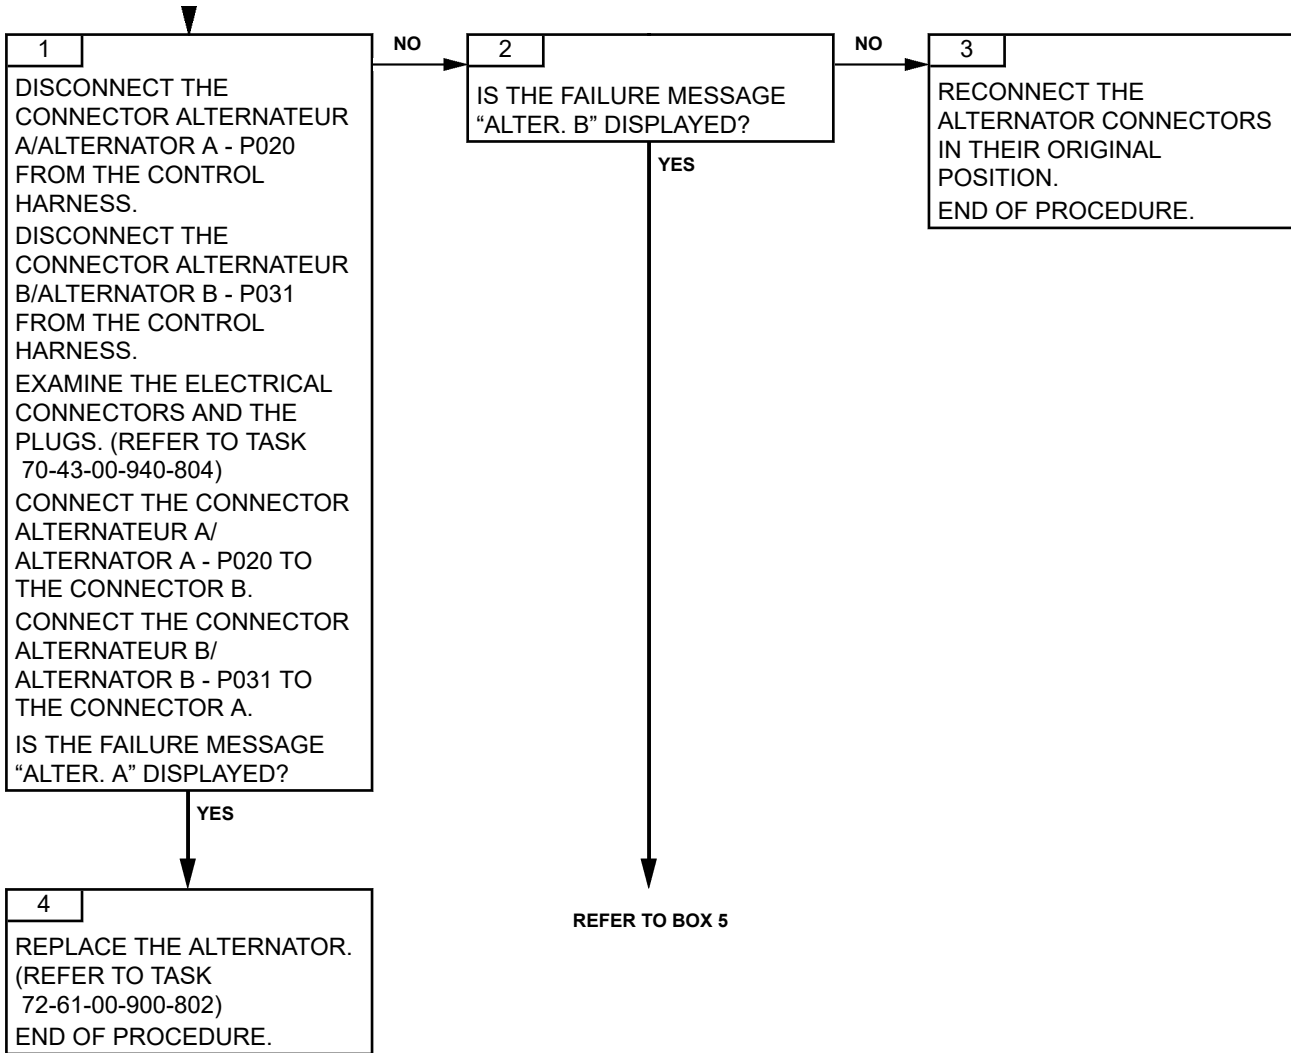 1
DISCONNECT THE
CONNECTOR ALTERNATEUR
A/ALTERNATOR A - P020
FROM THE CONTROL
HARNESS.
DISCONNECT THE
CONNECTOR ALTERNATEUR
B/ALTERNATOR B - P031
FROM THE CONTROL
HARNESS.
EXAMINE THE ELECTRICAL
CONNECTORS AND THE
PLUGS. (REFER TO TASK
70-43-00-940-804)
CONNECT THE CONNECTOR
ALTERNATEUR A/
ALTERNATOR A - P020 TO
THE CONNECTOR B.
CONNECT THE CONNECTOR
ALTERNATEUR B/
ALTERNATOR B - P031 TO
THE CONNECTOR A.
IS THE FAILURE MESSAGE
“ALTER. A” DISPLAYED?
NO
2
IS THE FAILURE MESSAGE
“ALTER. B” DISPLAYED?
NO
3
RECONNECT THE
ALTERNATOR CONNECTORS
IN THEIR ORIGINAL
POSITION.
END OF PROCEDURE.
YES
YES
4
REPLACE THE ALTERNATOR.
(REFER TO TASK
72-61-00-900-802)
END OF PROCEDURE.
REFER TO BOX 5